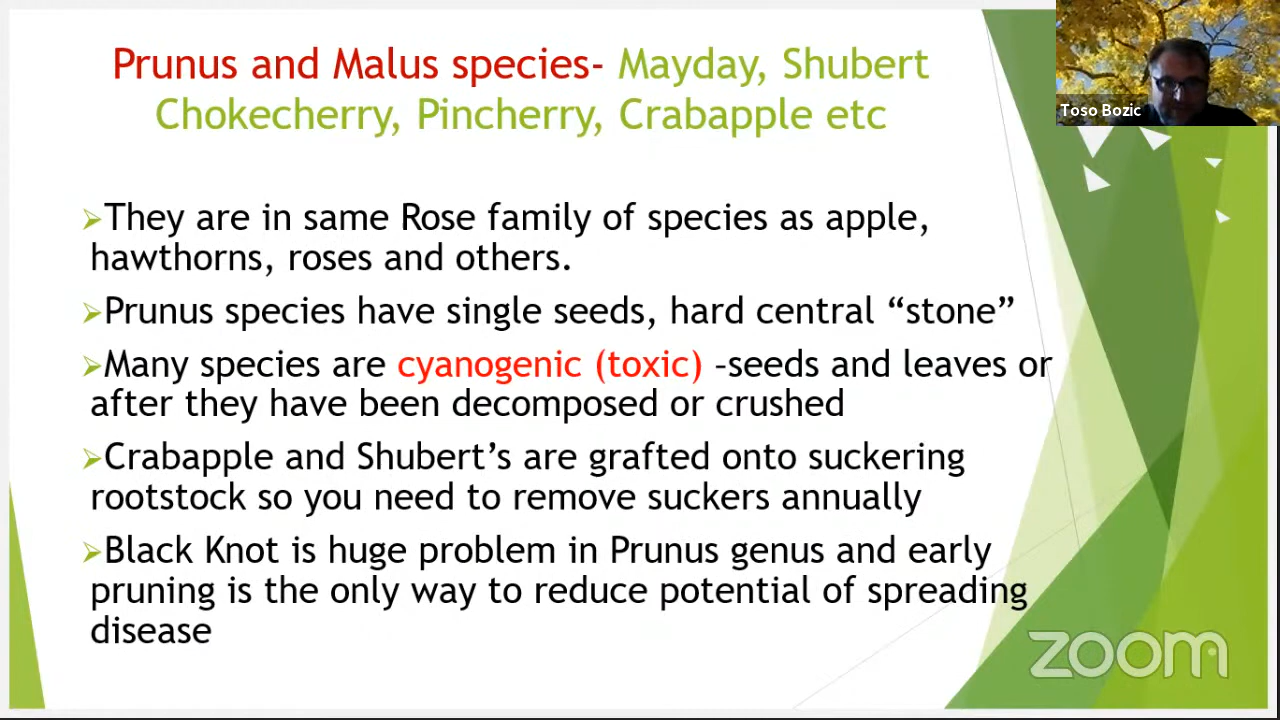 Prunus and Malus species- Mayday, Shubert
Chokecherry, Pincherry, Crabapple etc
Toso Bozic
➢They are in same Rose family of species as apple,
hawthorns, roses and others.
➢Prunus species have single seeds, hard central “stone”
➢Many species are cyanogenic (toxic) –seeds and leaves or
after they have been decomposed or crushed
➢Crabapple and Shubert’s are grafted onto suckering
rootstock so you need to remove suckers annually
➢Black Knot is huge problem in Prunus genus and early
pruning is the only way to reduce potential of spreading
disease
zoom